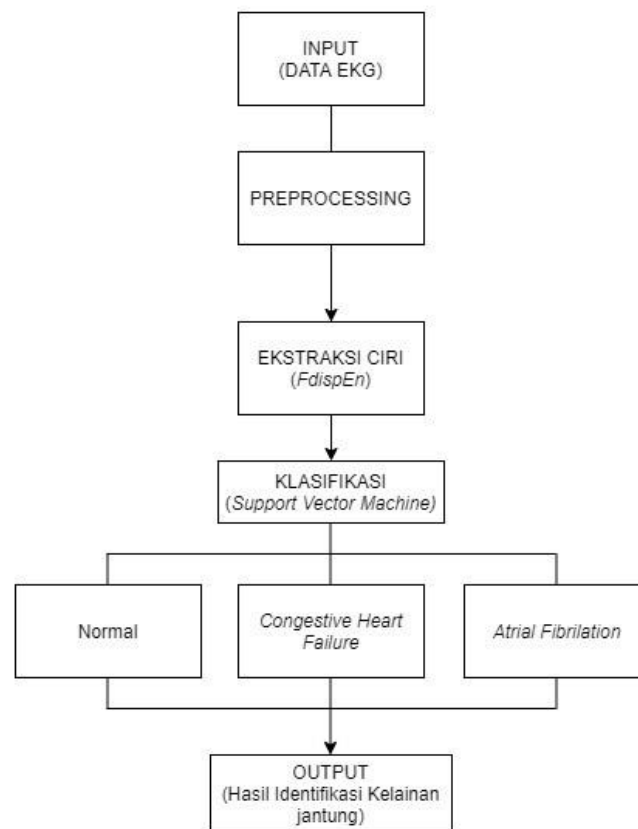 INPUT
(DATA EKG)
PREPROCESSING
EKSTRAKSI CIRI
(FdispEn)
KLASIFIKASI
(Support Vector Machine)
Normal
Congestive Heart
Failure
Atrial Fibrilation
OUTPUT
(Hasil Identifikasi Kelainan
jantung)